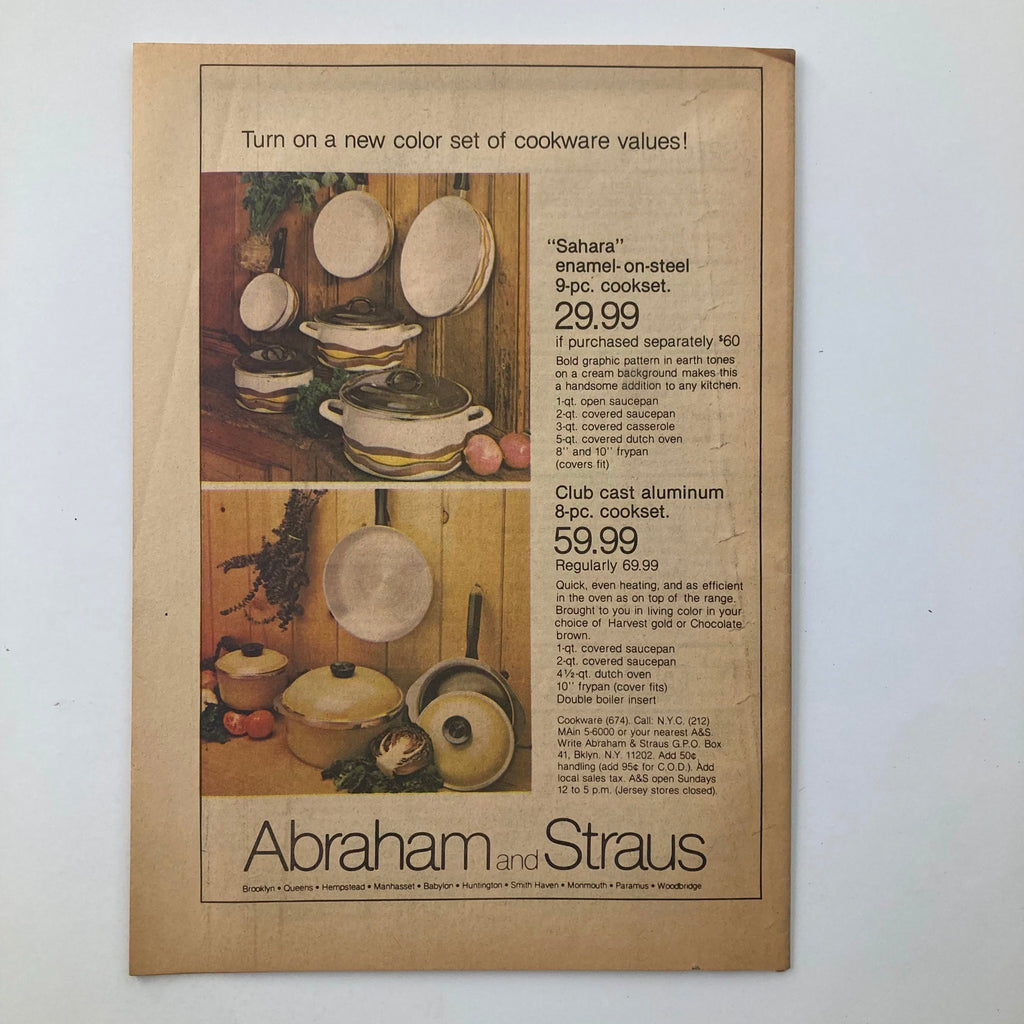 Turn on a new color set of cookware values!
"Sahara"
enamel-on-steel
9-pc. cookset.
29.99
if purchased separately $60
Bold graphic pattern in earth tones
on a cream background makes this
a handsome addition to any kitchen.
1-qt. open saucepan
2-qt. covered saucepan
3-qt. covered casserole
5-qt. covered dutch oven
8'' and 10'' frypan
(covers fit)
Club cast aluminum
8-pc. cookset.
59.99
Regularly 69.99
Quick, even heating, and as efficient
in the oven as on top of the range.
Brought to you in living color in your
choice of Harvest gold or Chocolate
brown.
1-qt. covered saucepan
2-qt. covered saucepan
4½-qt. dutch oven
10'' frypan (cover fits)
Double boiler insert
Cookware (674). Call: N.Y.C. (212)
MAin 5-6000 or your nearest A&S.
Write Abraham & Straus G.P.O. Box
41, Bklyn. N.Y. 11202. Add 50¢
handling (add 95¢ for C.O.D.). Add
local sales tax. A&S open Sundays
12 to 5 p.m. (Jersey stores closed).
Abraham and Straus
Brooklyn • Queens • Hempstead • Manhasset • Babylon • Huntington • Smith Haven • Monmouth • Paramus • Woodbridge